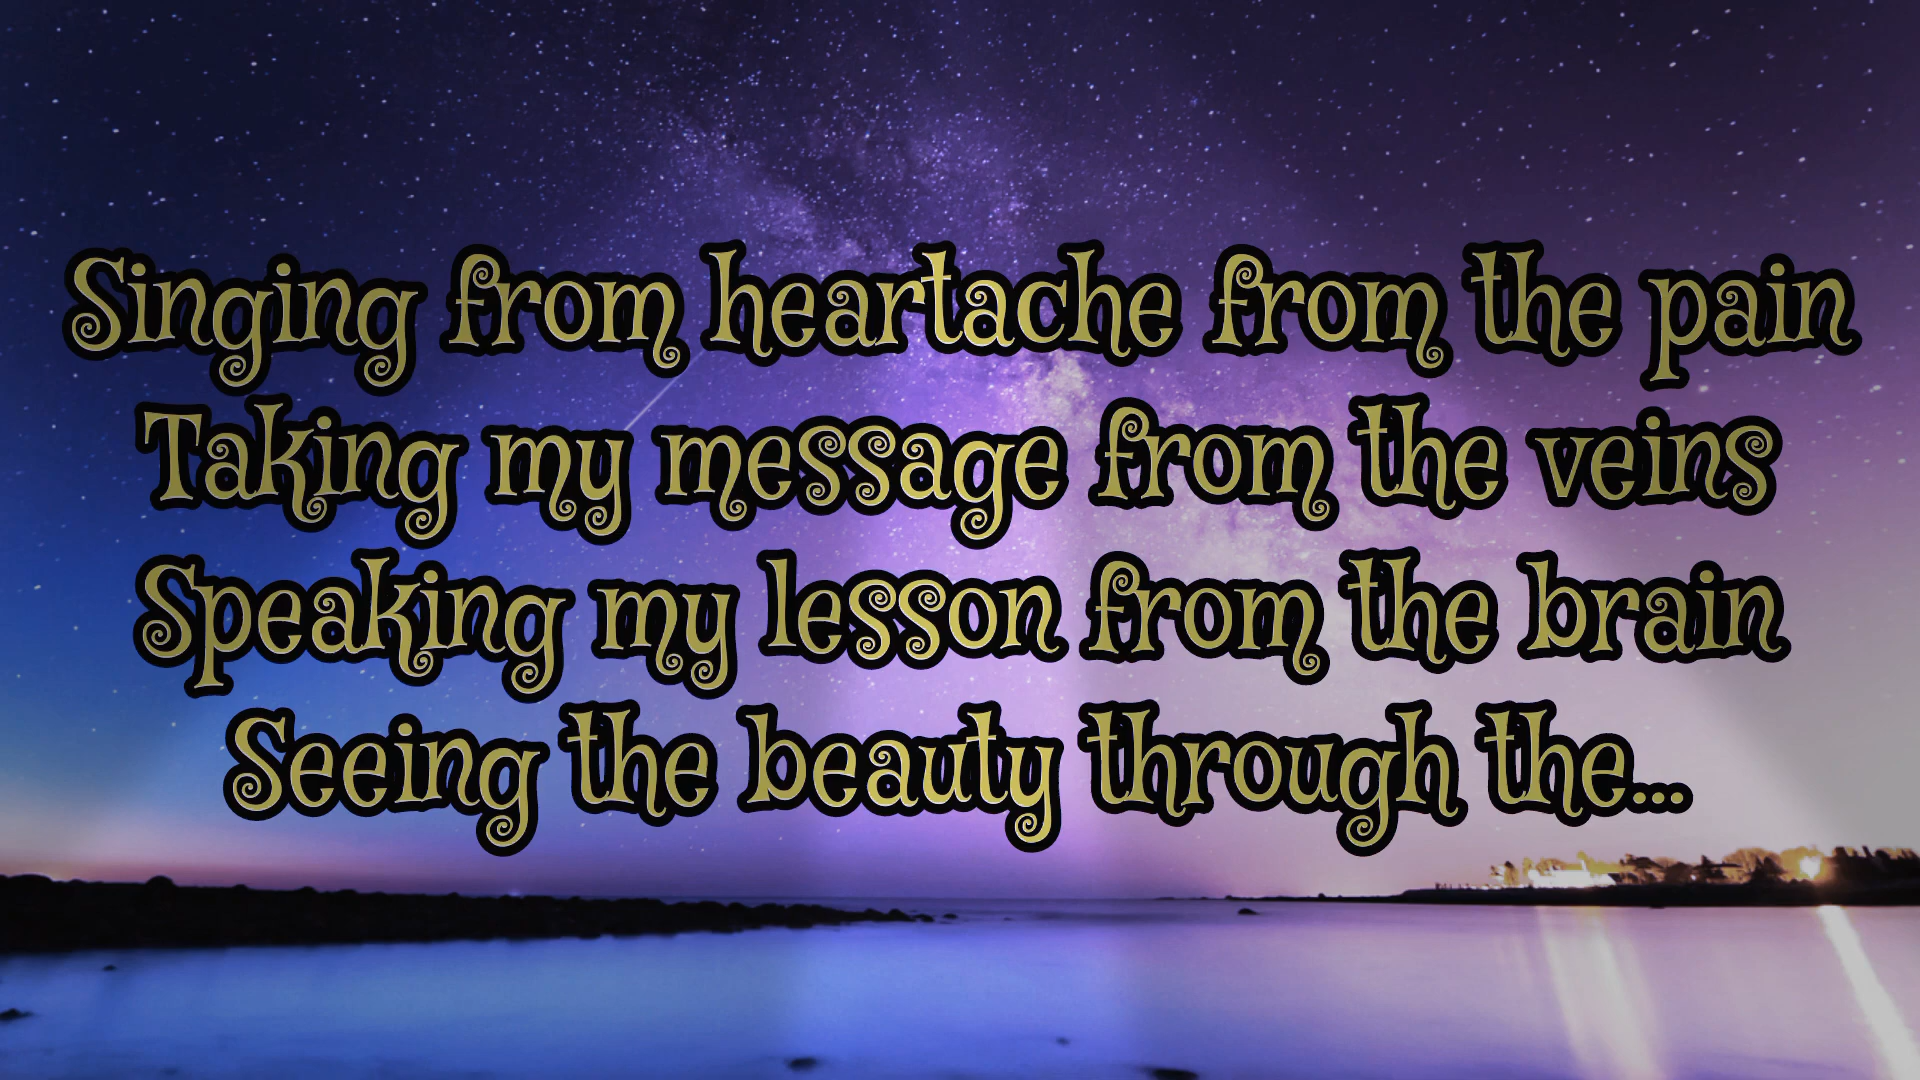 Singing from heartache from the pain
Taking my message from the veins
Speaking my lesson from the brain
Seeing the beauty through the...